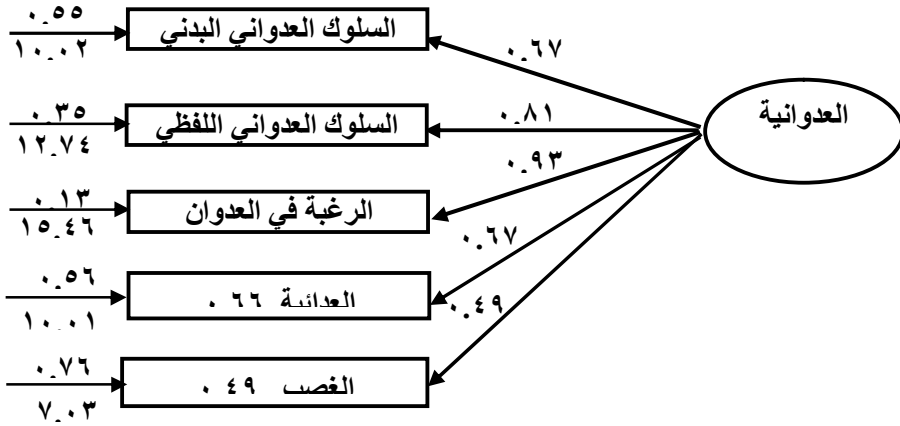 ٠.٥٥
١٠.٠٢
السلوك العدواني البدني
٠.٦٧
العدوانية
٠.٣٥
١٢.٧٤
السلوك العدواني اللفظي
٠.٨١
٠.٩٣
٠.١٣
١٥.٤٦
الرغبة في العدوان
٠.٦٧
٠.٥٦
١٠.٠١
العدائية ٠.٦٦
٠.٤٩
٠.٧٦
٧.٠٣
الغصب ٠.٤٩